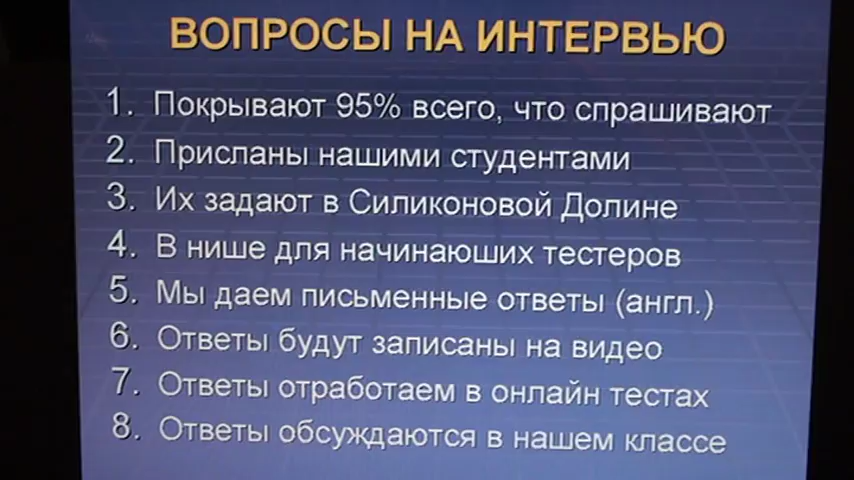 ВОПРОСЫ НА ИНТЕРВЬЮ
1. Покрывают 95% всего, что спрашивают
2. Присланы нашими студентами
3. Их задают в Силиконовой Долине
4. В нише для начинаюших тестеров
5. Мы даем письменные ответы (англ.)
6. Ответы будут записаны на видео
7. Ответы отработаем в онлайн тестах
8. Ответы обсуждаются в нашем классе